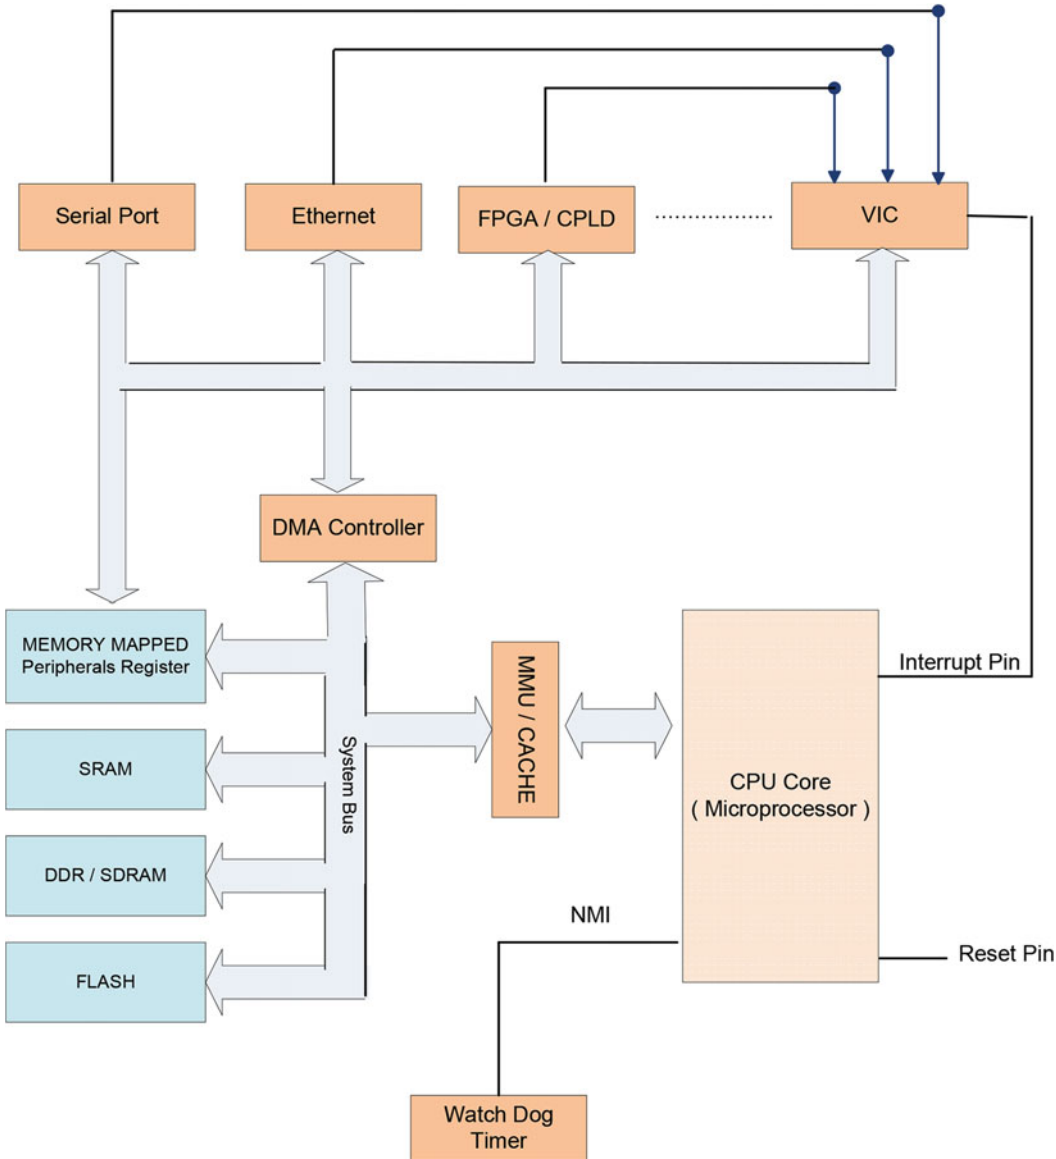 Serial Port
Ethernet
FPGA / CPLD
VIC
DMA Controller
MEMORY MAPPED
Peripherals Register
SRAM
DDR / SDRAM
FLASH
System Bus
MMU / CACHE
Interrupt Pin
CPU Core
( Microprocessor )
NMI
Reset Pin
Watch Dog
Timer